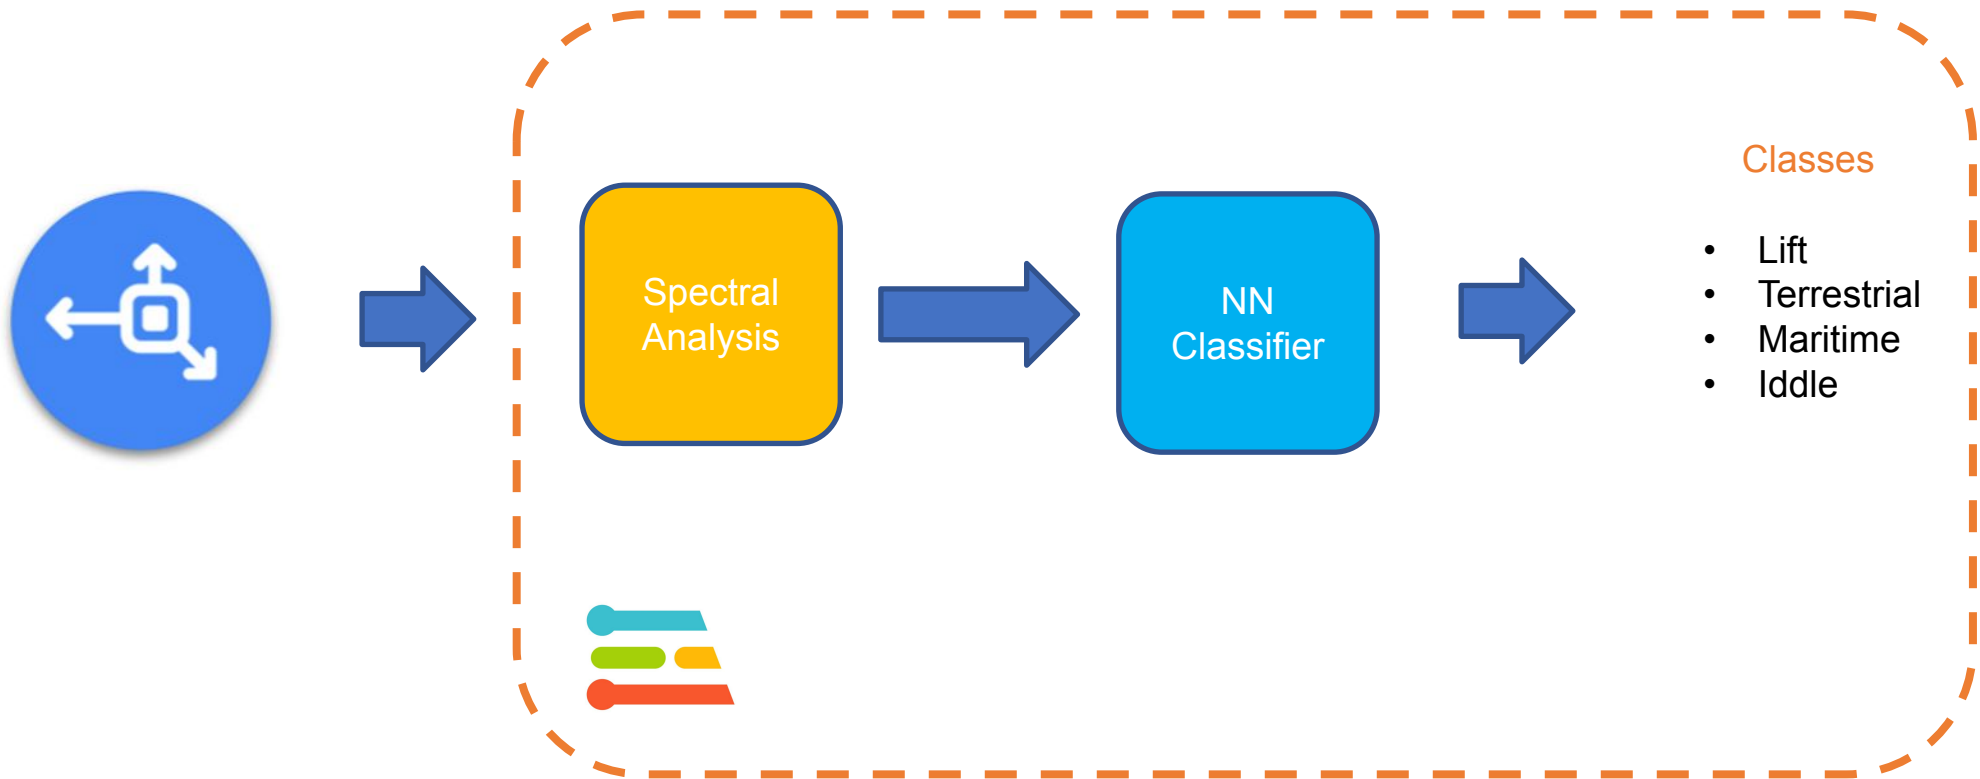 Spectral
Analysis
NN
Classifier
Classes
• Lift
• Terrestrial
• Maritime
• Iddle